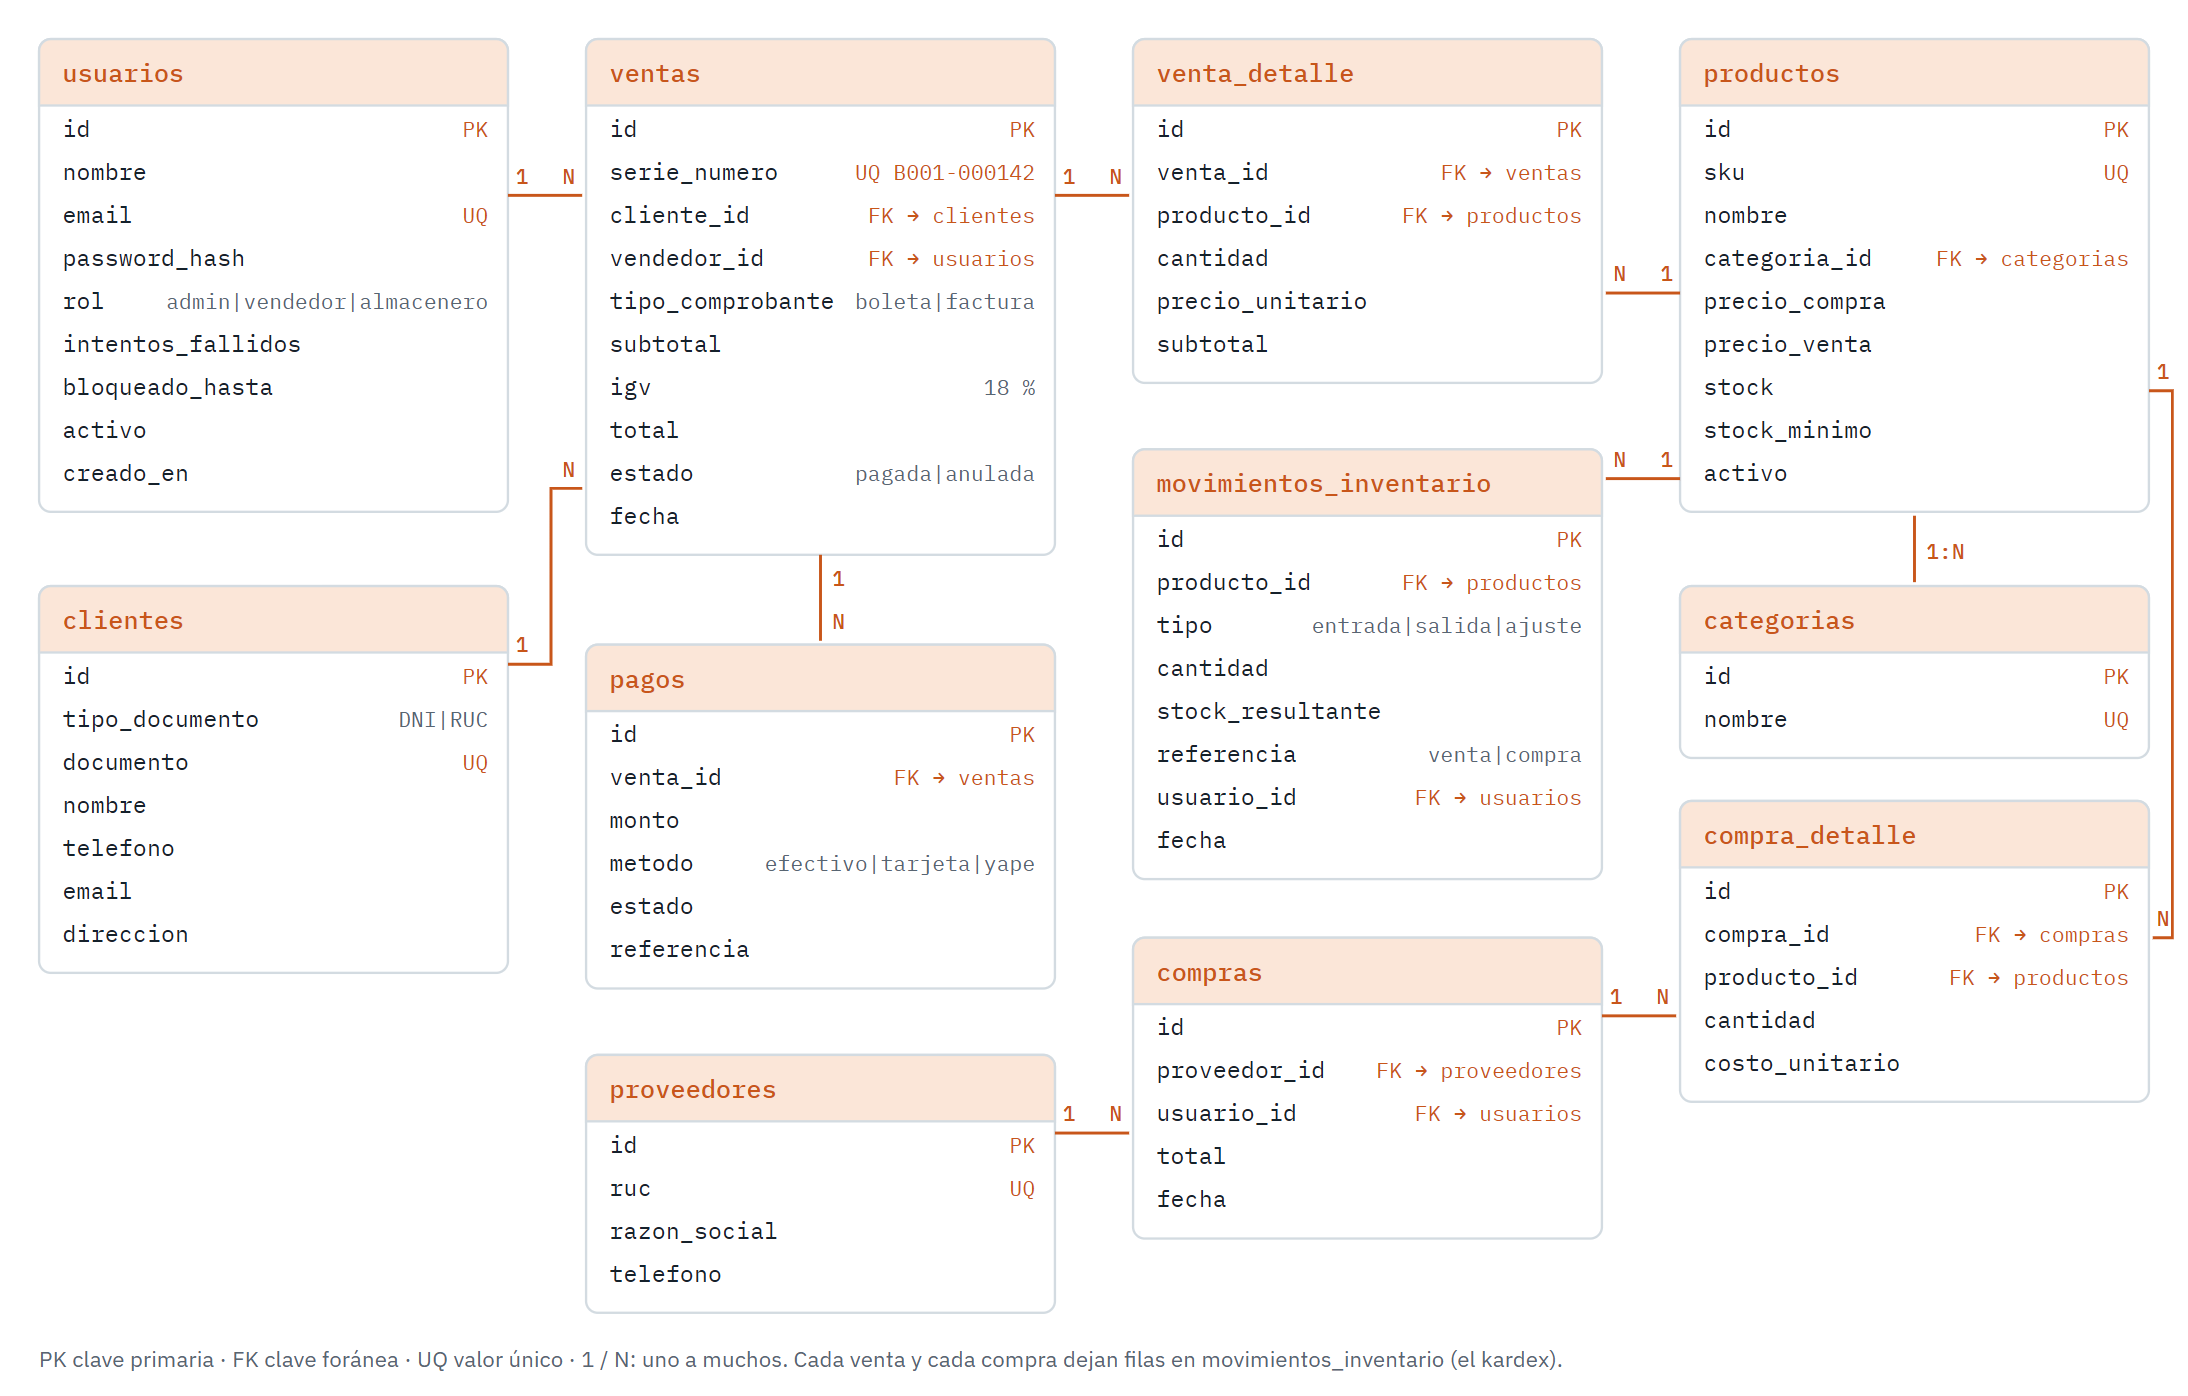 usuarios
id PK
nombre
email UQ
password_hash
rol admin|vendedor|almacenero
intentos_fallidos
bloqueado_hasta
activo
creado_en
1 N
ventas
id PK
serie_numero UQ B001-000142
cliente_id FK → clientes
vendedor_id FK → usuarios
tipo_comprobante boleta|factura
subtotal
igv 18 %
total
estado pagada|anulada
fecha
1 N
venta_detalle
id PK
venta_id FK → ventas
producto_id FK → productos
cantidad
precio_unitario
subtotal
N 1
productos
id PK
sku UQ
nombre
categoria_id FK → categorias
precio_compra
precio_venta
stock
stock_minimo
activo
1
N
N 1
1:N
clientes
id PK
tipo_documento DNI|RUC
documento UQ
nombre
telefono
email
direccion
1
1
N
pagos
id PK
venta_id FK → ventas
monto
metodo efectivo|tarjeta|yape
estado
referencia
movimientos_inventario
id PK
producto_id FK → productos
tipo entrada|salida|ajuste
cantidad
stock_resultante
referencia venta|compra
usuario_id FK → usuarios
fecha
categorias
id PK
nombre UQ
compra_detalle
id PK
compra_id FK → compras
producto_id FK → productos
cantidad
costo_unitario
N
proveedores
id PK
ruc UQ
razon_social
telefono
1 N
compras
id PK
proveedor_id FK → proveedores
usuario_id FK → usuarios
total
fecha
1 N
PK clave primaria · FK clave foránea · UQ valor único · 1 / N: uno a muchos. Cada venta y cada compra dejan filas en movimientos_inventario (el kardex).